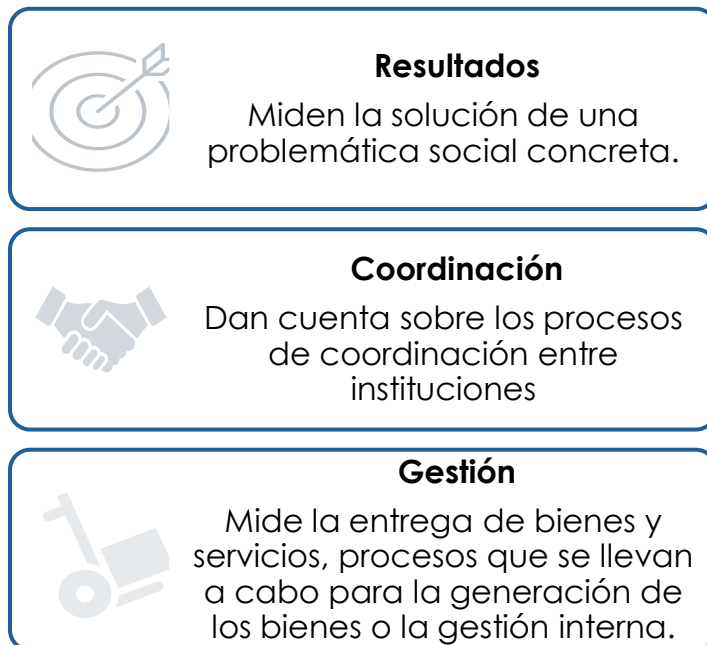 Resultados
Miden la solución de una
problemática social concreta.
Coordinación
Dan cuenta sobre los procesos
de coordinación entre
instituciones
Gestión
Mide la entrega de bienes y
servicios, procesos que se llevan
a cabo para la generación de
los bienes o la gestión interna.